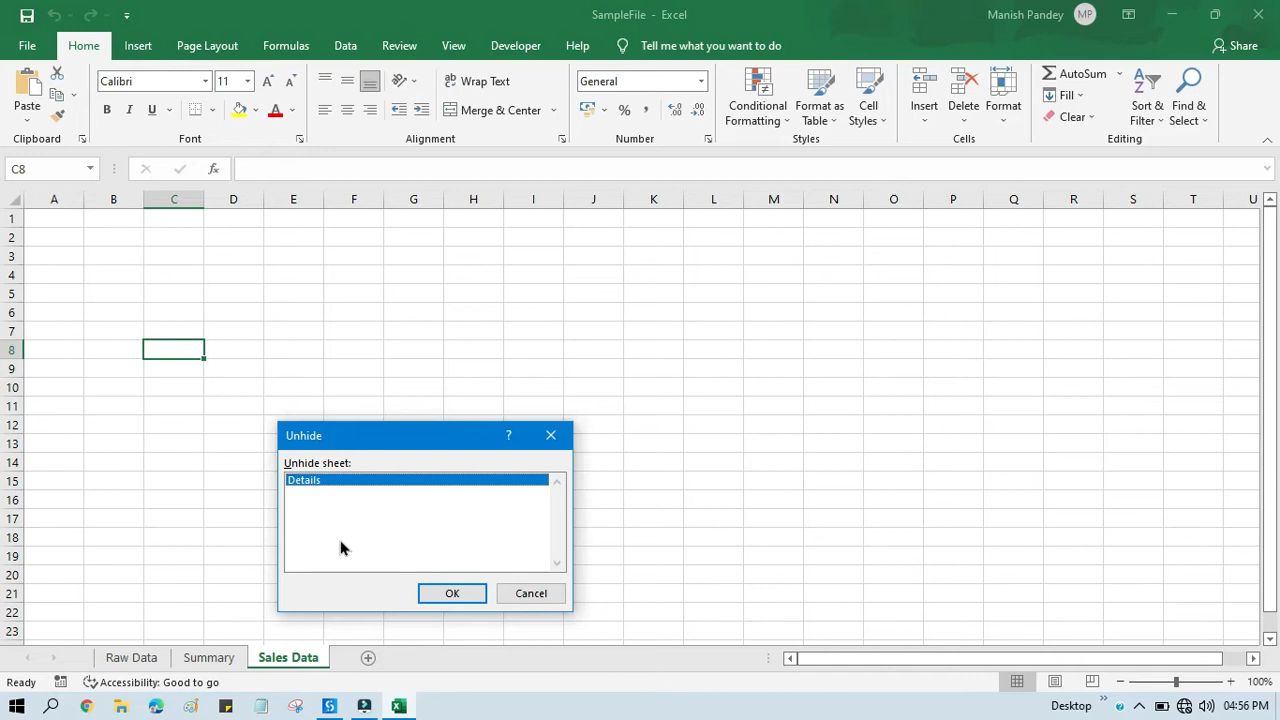 SampleFile - Excel
Manish Pandey MP
File Home Insert Page Layout Formulas Data Review View Developer Help Tell me what you want to do Share
Paste
Calibri 11
B I U
Wrap Text
Merge & Center
General
Conditional Formatting
Format as Table
Cell Styles
Insert Delete Format
AutoSum
Fill
Clear
Sort & Filter
Find & Select
Clipboard Font Alignment Number Styles Cells Editing
C8 fx
A B C D E F G H I J K L M N O P Q R S T U
1
2
3
4
5
6
7
8
9
10
11
12
13
14
15
16
17
18
19
20
21
22
23
Unhide ?
Unhide sheet:
Details
OK Cancel
Raw Data Summary Sales Data
Ready Accessibility: Good to go 100%
Desktop 04:56 PM